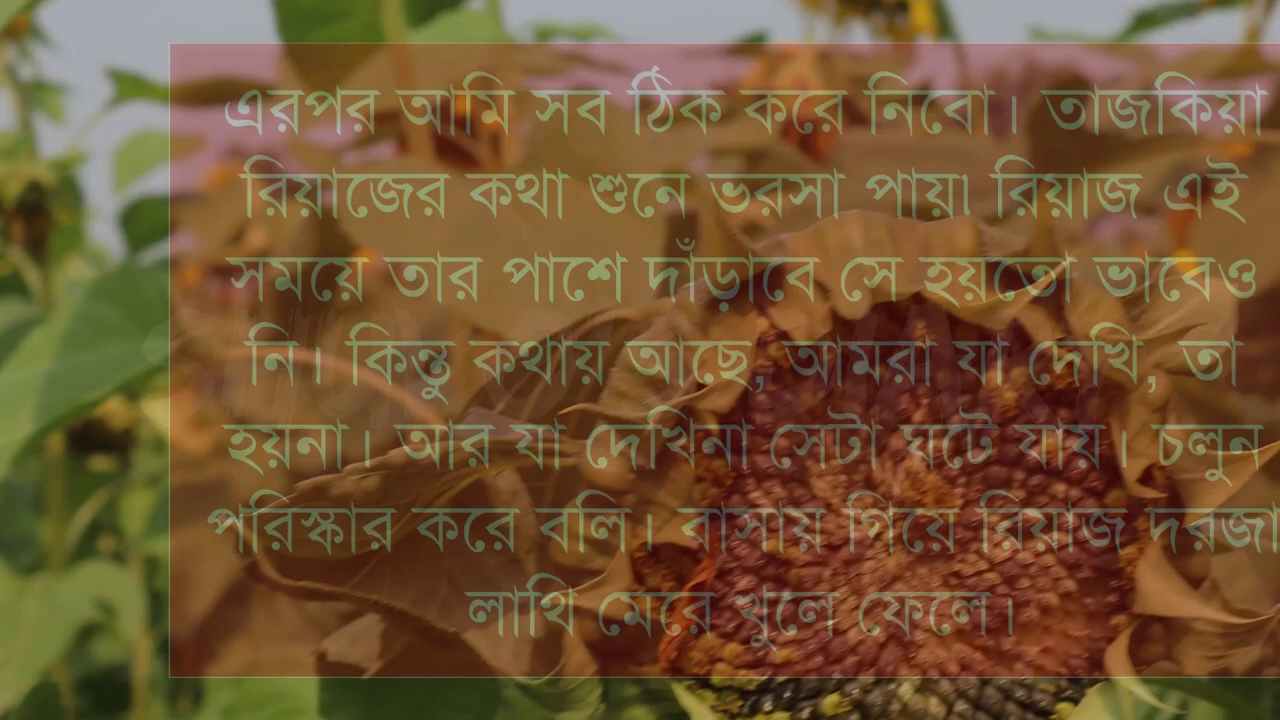 এরপর আমি সব ঠিক করে নিবো। তাজকিয়া
রিয়াজের কথা শুনে ভরসা পায়৷ রিয়াজ এই
সময়ে তার পাশে দাঁড়াবে সে হয়তো ভাবেও
নি। কিন্তু কথায় আছে, আমরা যা দেখি, তা
হয়না। আর যা দেখিনা সেটা ঘটে যায়। চলুন
পরিস্কার করে বলি। বাসায় গিয়ে রিয়াজ দরজা
লাথি মেরে খুলে ফেলে।